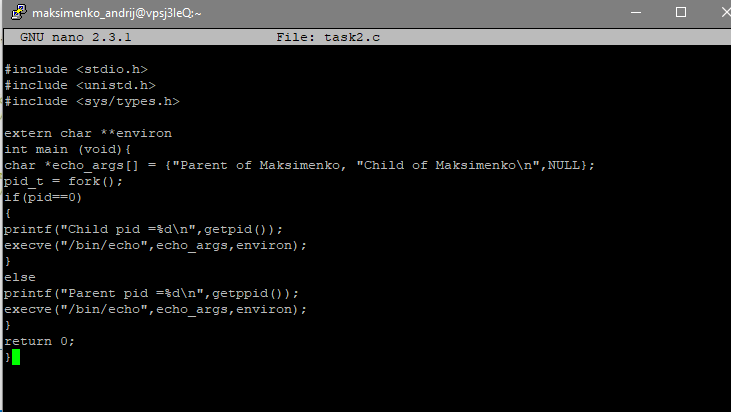 maksimenko_andrij@vpsj3leQ:~
GNU nano 2.3.1 File: task2.c
#include <stdio.h>
#include <unistd.h>
#include <sys/types.h>
extern char **environ
int main (void){
char *echo_args[] = {"Parent of Maksimenko, "Child of Maksimenko\n",NULL};
pid_t = fork();
if(pid==0)
{
printf("Child pid =%d\n",getpid());
execve("/bin/echo",echo_args,environ);
}
else
printf("Parent pid =%d\n",getppid());
execve("/bin/echo",echo_args,environ);
}
return 0;
}